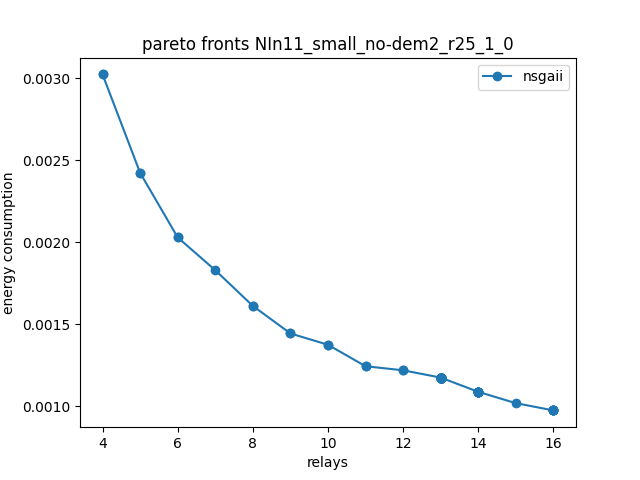 pareto fronts NIn11_small_no-dem2_r25_1_0
nsgaii
energy consumption
0.0030
0.0025
0.0020
0.0015
0.0010
4 6 8 10 12 14 16
relays